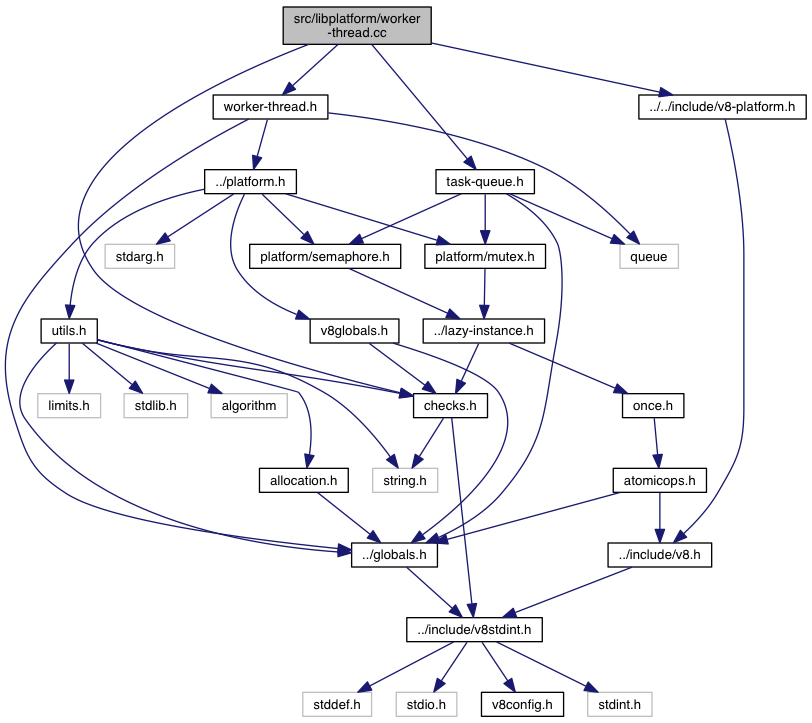 src/libplatform/worker
-thread.cc
worker-thread.h
../../include/v8-platform.h
../platform.h
task-queue.h
stdarg.h
platform/semaphore.h
platform/mutex.h
queue
utils.h
v8globals.h
../lazy-instance.h
limits.h
stdlib.h
algorithm
checks.h
once.h
allocation.h
string.h
atomicops.h
../globals.h
../include/v8.h
../include/v8stdint.h
stddef.h
stdio.h
v8config.h
stdint.h